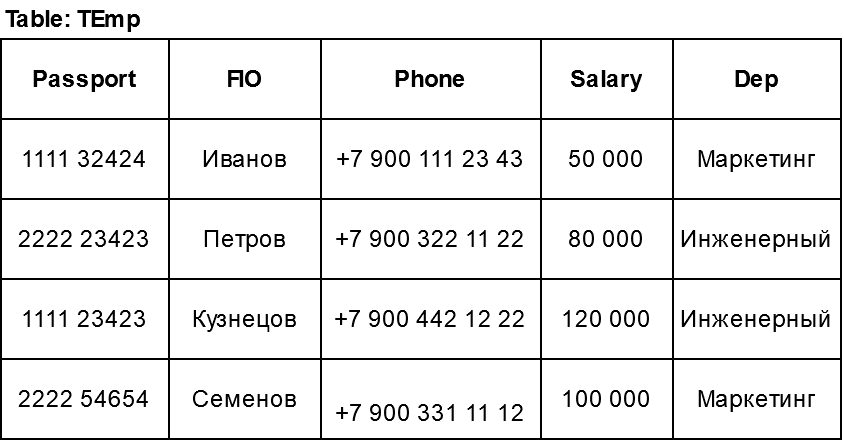 Table: TEmp
Passport FIO Phone Salary Dep
1111 32424 Иванов +7 900 111 23 43 50 000 Маркетинг
2222 23423 Петров +7 900 322 11 22 80 000 Инженерный
1111 23423 Кузнецов +7 900 442 12 22 120 000 Инженерный
2222 54654 Семенов +7 900 331 11 12 100 000 Маркетинг